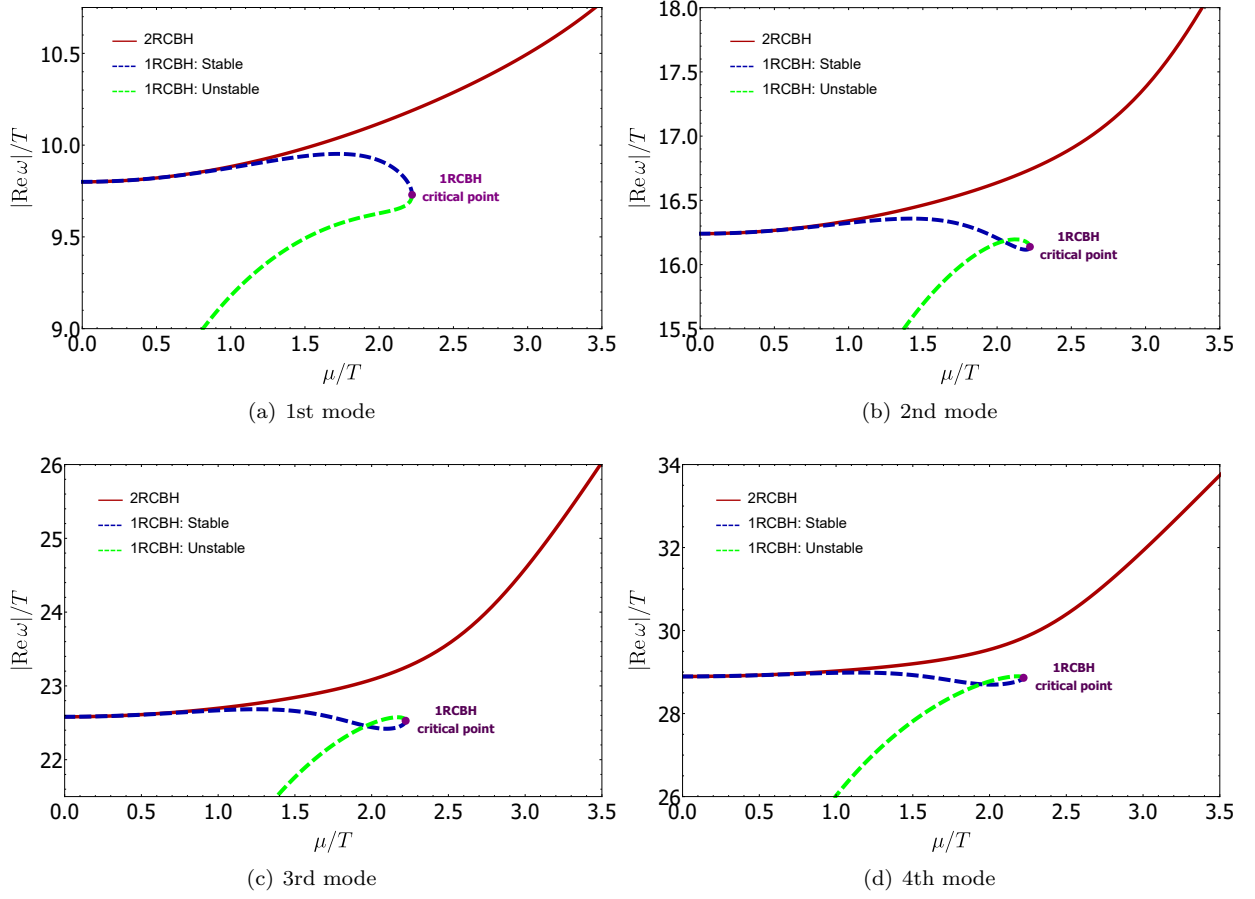 2RCBH
1RCBH: Stable
1RCBH: Unstable
1RCBH
critical point
|Re ω|/T
10.5
10.0
9.5
9.0
0.0 0.5 1.0 1.5 2.0 2.5 3.0 3.5
μ/T
(a) 1st mode
2RCBH
1RCBH: Stable
1RCBH: Unstable
1RCBH
critical point
|Re ω|/T
18.0
17.5
17.0
16.5
16.0
15.5
0.0 0.5 1.0 1.5 2.0 2.5 3.0 3.5
μ/T
(b) 2nd mode
2RCBH
1RCBH: Stable
1RCBH: Unstable
1RCBH
critical point
|Re ω|/T
26
25
24
23
22
0.0 0.5 1.0 1.5 2.0 2.5 3.0 3.5
μ/T
(c) 3rd mode
2RCBH
1RCBH: Stable
1RCBH: Unstable
1RCBH
critical point
|Re ω|/T
34
32
30
28
26
0.0 0.5 1.0 1.5 2.0 2.5 3.0 3.5
μ/T
(d) 4th mode